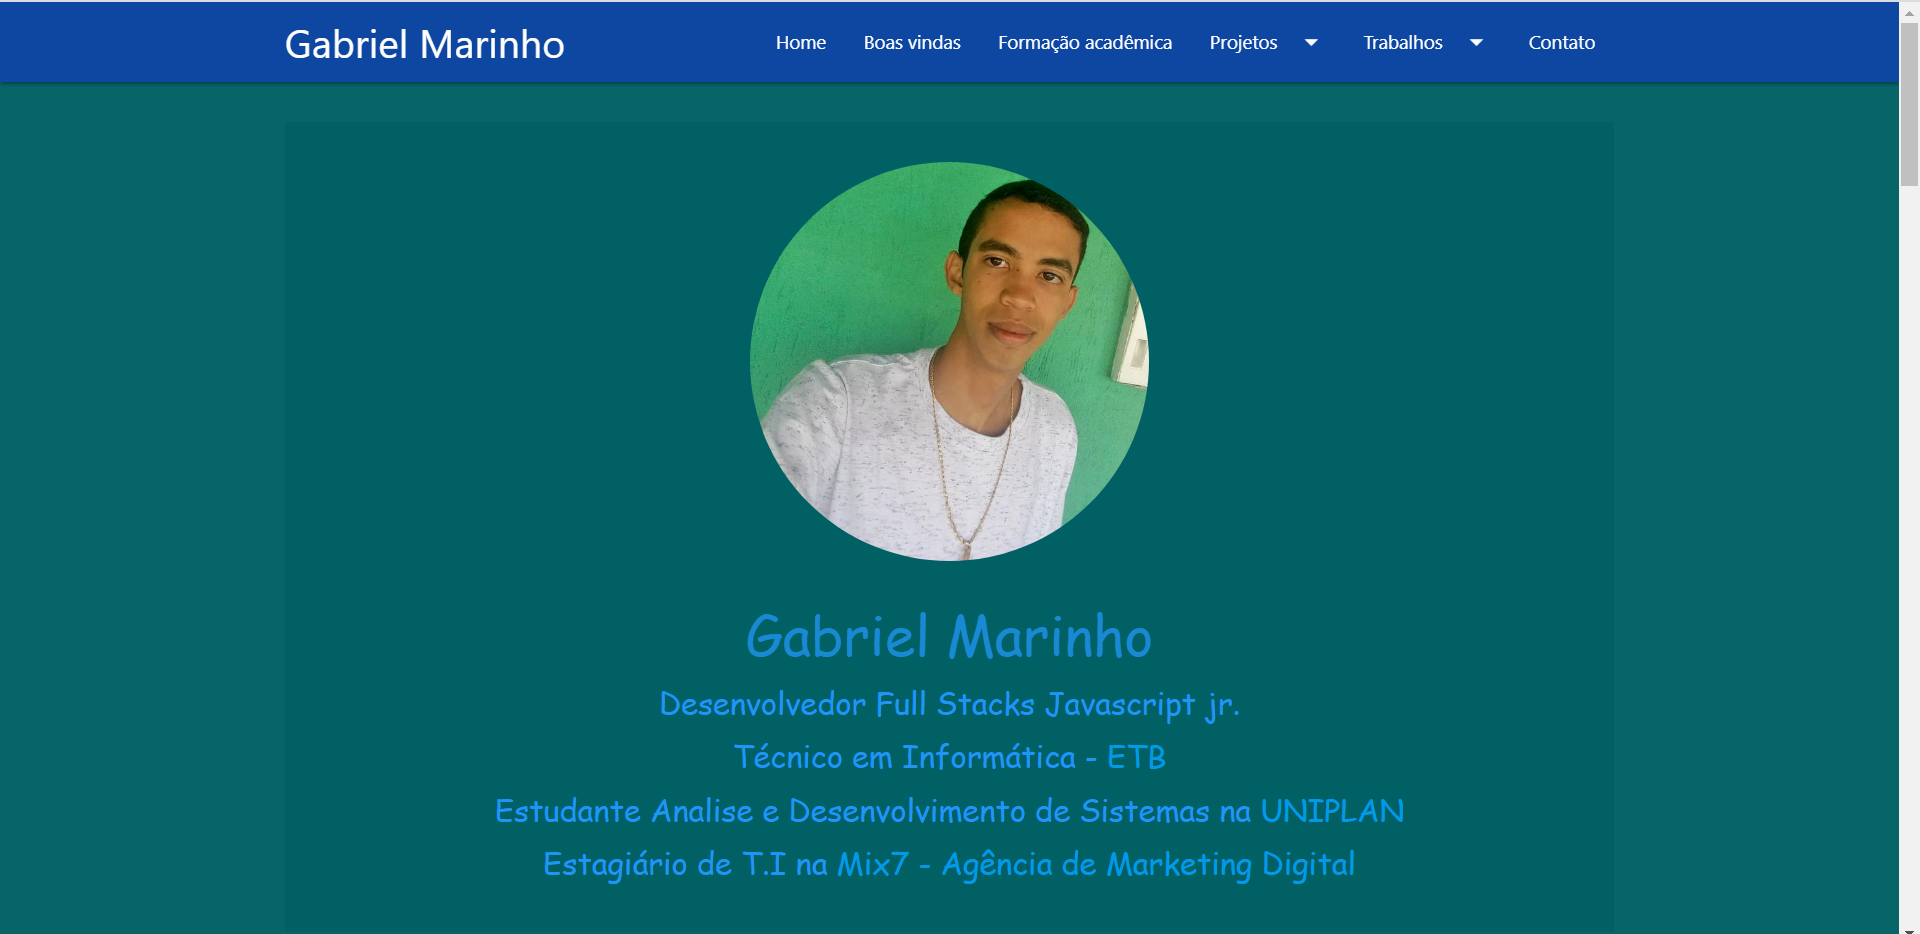 Gabriel Marinho
Home Boas vindas Formação acadêmica Projetos Trabalhos Contato
Gabriel Marinho
Desenvolvedor Full Stacks Javascript jr.
Técnico em Informática - ETB
Estudante Analise e Desenvolvimento de Sistemas na UNIPLAN
Estagiário de T.I na Mix7 - Agência de Marketing Digital